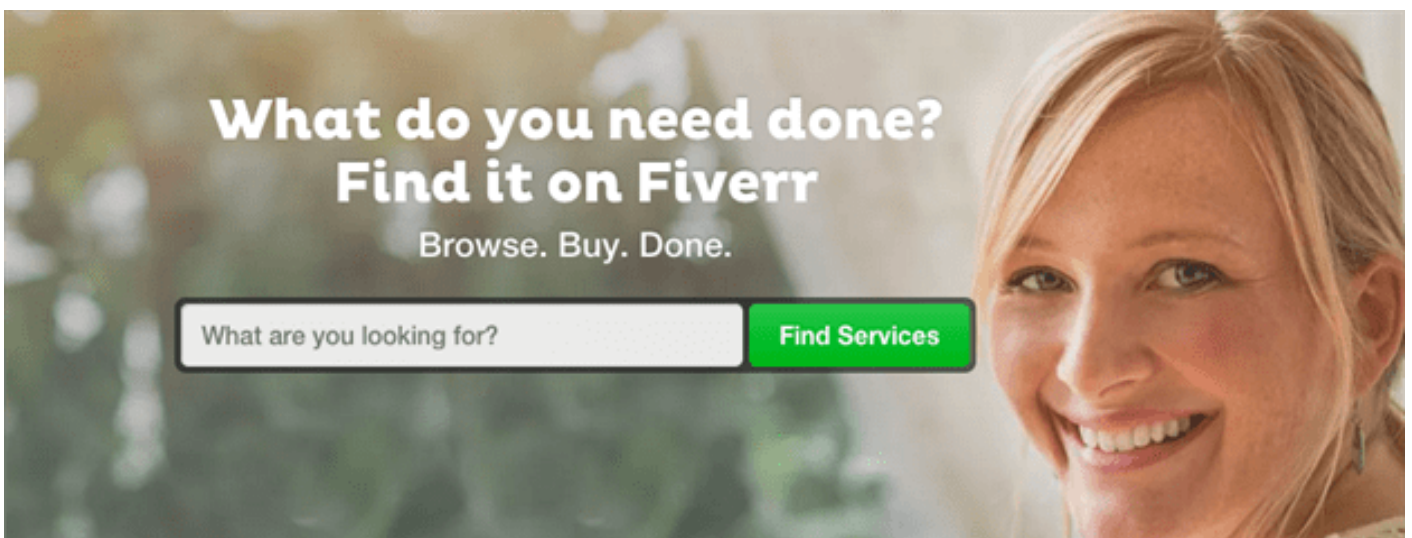 What do you need done?
Find it on Fiverr
Browse. Buy. Done.
What are you looking for?
Find Services